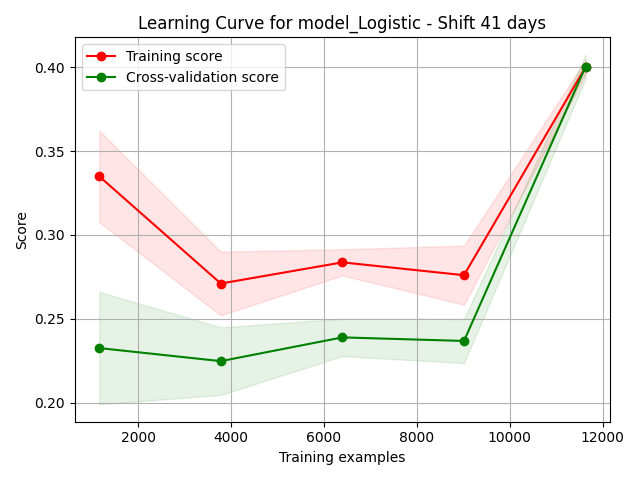 Learning Curve for model_Logistic - Shift 41 days
Training score
Cross-validation score
0.40
0.35
0.30
0.25
0.20
Score
2000 4000 6000 8000 10000 12000
Training examples